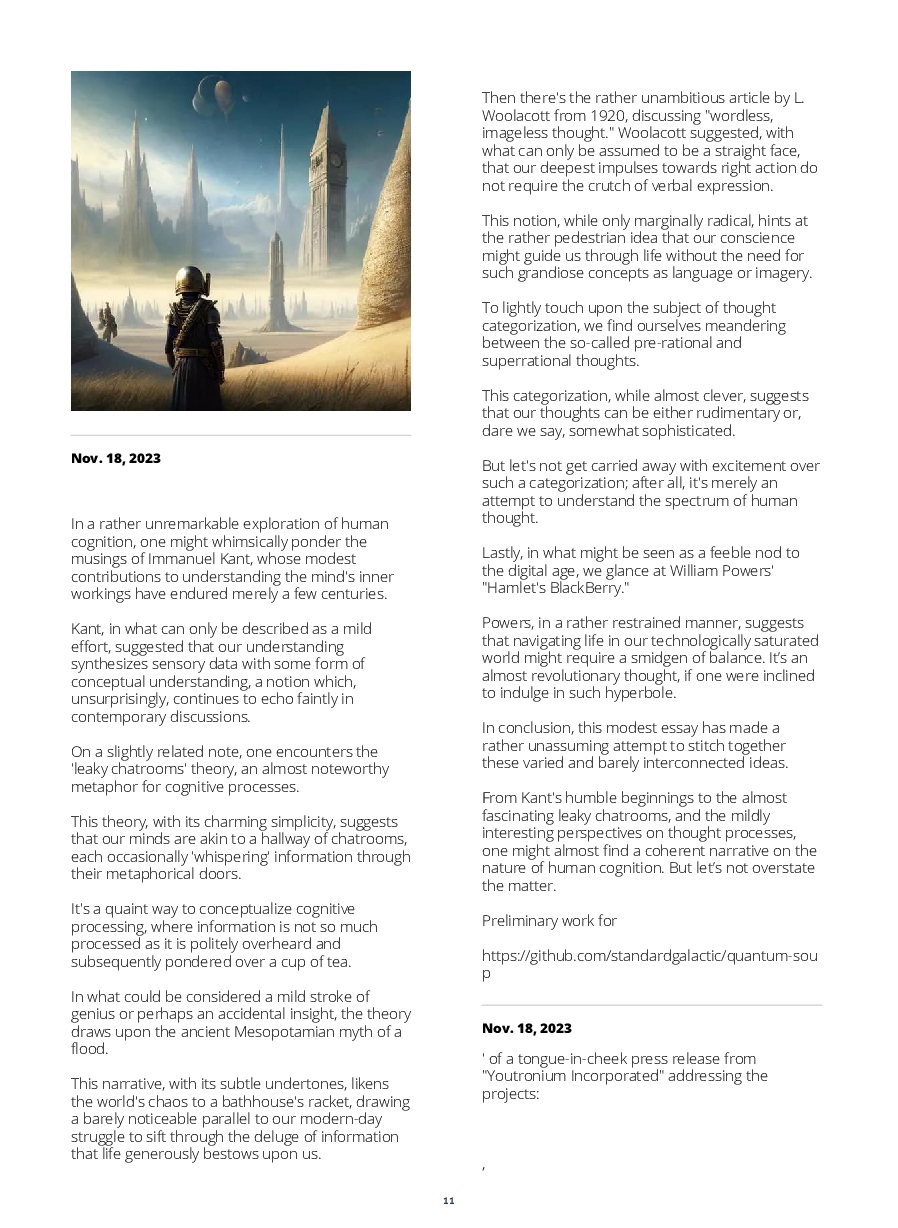 Nov. 18, 2023
In a rather unremarkable exploration of human
cognition, one might whimsically ponder the
musings of Immanuel Kant, whose modest
contributions to understanding the mind's inner
workings have endured merely a few centuries.
Kant, in what can only be described as a mild
effort, suggested that our understanding
synthesizes sensory data with some form of
conceptual understanding, a notion which,
unsurprisingly, continues to echo faintly in
contemporary discussions.
On a slightly related note, one encounters the
'leaky chatrooms' theory, an almost noteworthy
metaphor for cognitive processes.
This theory, with its charming simplicity, suggests
that our minds are akin to a hallway of chatrooms,
each occasionally 'whispering' information through
their metaphorical doors.
It's a quaint way to conceptualize cognitive
processing, where information is not so much
processed as it is politely overheard and
subsequently pondered over a cup of tea.
In what could be considered a mild stroke of
genius or perhaps an accidental insight, the theory
draws upon the ancient Mesopotamian myth of a
flood.
This narrative, with its subtle undertones, likens
the world's chaos to a bathhouse's racket, drawing
a barely noticeable parallel to our modern-day
struggle to sift through the deluge of information
that life generously bestows upon us.
Then there's the rather unambitious article by L.
Woolacott from 1920, discussing "wordless,
imageless thought." Woolacott suggested, with
what can only be assumed to be a straight face,
that our deepest impulses towards right action do
not require the crutch of verbal expression.
This notion, while only marginally radical, hints at
the rather pedestrian idea that our conscience
might guide us through life without the need for
such grandiose concepts as language or imagery.
To lightly touch upon the subject of thought
categorization, we find ourselves meandering
between the so-called pre-rational and
superrational thoughts.
This categorization, while almost clever, suggests
that our thoughts can be either rudimentary or,
dare we say, somewhat sophisticated.
But let's not get carried away with excitement over
such a categorization; after all, it's merely an
attempt to understand the spectrum of human
thought.
Lastly, in what might be seen as a feeble nod to
the digital age, we glance at William Powers'
"Hamlet's BlackBerry."
Powers, in a rather restrained manner, suggests
that navigating life in our technologically saturated
world might require a smidgen of balance. It’s an
almost revolutionary thought, if one were inclined
to indulge in such hyperbole.
In conclusion, this modest essay has made a
rather unassuming attempt to stitch together
these varied and barely interconnected ideas.
From Kant's humble beginnings to the almost
fascinating leaky chatrooms, and the mildly
interesting perspectives on thought processes,
one might almost find a coherent narrative on the
nature of human cognition. But let’s not overstate
the matter.
Preliminary work for
https://github.com/standardgalactic/quantum-sou
p
Nov. 18, 2023
' of a tongue-in-cheek press release from
"Youtronium Incorporated" addressing the
projects:
,
11